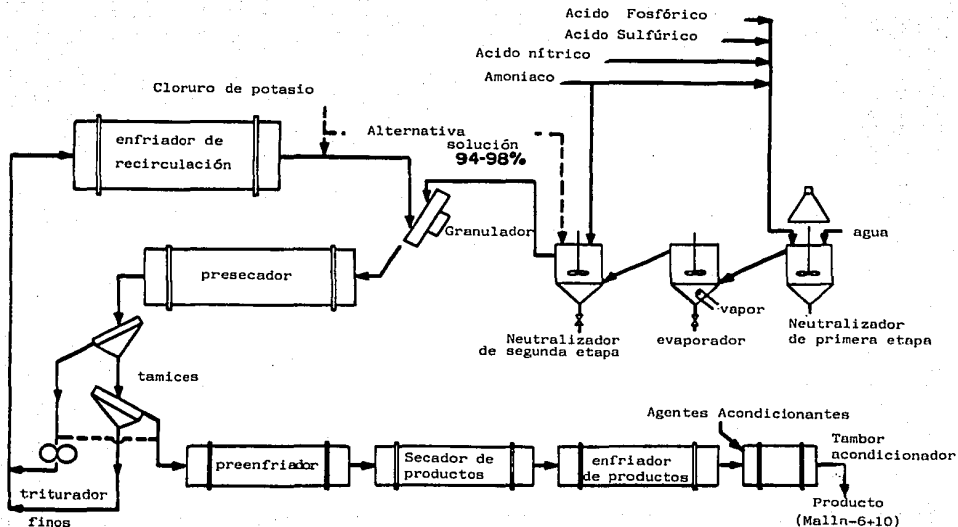 Acido Fosfórico
Acido Sulfúrico
Acido nítrico
Amoniaco
Cloruro de potasio
Alternativa
solución
94-98%
enfriador de
recirculación
Granulador
agua
presecador
vapor
Neutralizador
de segunda etapa
evaporador
Neutralizador
de primera etapa
tamices
Agentes Acondicionantes
Tambor
acondicionador
preenfriador
Secador de
productos
enfriador
de productos
triturador
finos
Producto
(Malln-6+10)